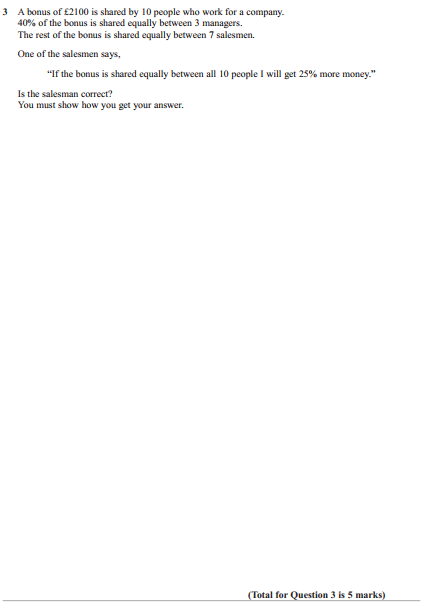 3 A bonus of £2100 is shared by 10 people who work for a company.
40% of the bonus is shared equally between 3 managers.
The rest of the bonus is shared equally between 7 salesmen.
One of the salesmen says,
“If the bonus is shared equally between all 10 people I will get 25% more money.”
Is the salesman correct?
You must show how you get your answer.
(Total for Question 3 is 5 marks)